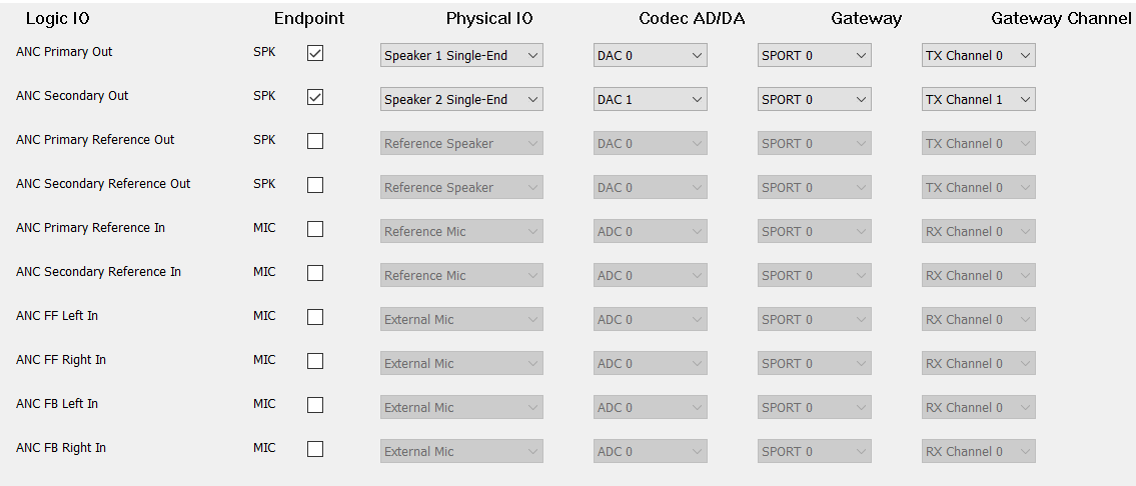 Logic IO Endpoint Physical IO Codec AD/DA Gateway Gateway Channel
ANC Primary Out SPK Speaker 1 Single-End DAC 0 SPORT 0 TX Channel 0
ANC Secondary Out SPK Speaker 2 Single-End DAC 1 SPORT 0 TX Channel 1
ANC Primary Reference Out SPK Reference Speaker DAC 0 SPORT 0 TX Channel 0
ANC Secondary Reference Out SPK Reference Speaker DAC 0 SPORT 0 TX Channel 0
ANC Primary Reference In MIC Reference Mic ADC 0 SPORT 0 RX Channel 0
ANC Secondary Reference In MIC Reference Mic ADC 0 SPORT 0 RX Channel 0
ANC FF Left In MIC External Mic ADC 0 SPORT 0 RX Channel 0
ANC FF Right In MIC External Mic ADC 0 SPORT 0 RX Channel 0
ANC FB Left In MIC External Mic ADC 0 SPORT 0 RX Channel 0
ANC FB Right In MIC External Mic ADC 0 SPORT 0 RX Channel 0